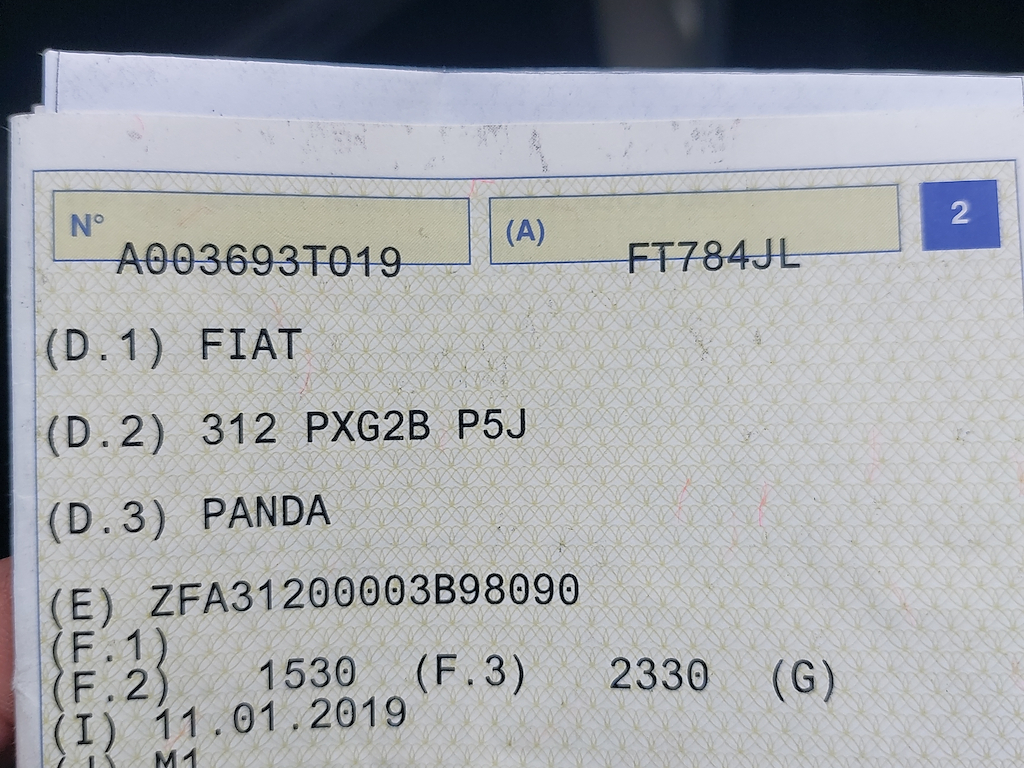 N° (A) 2
A003693T019 FT784JL
(D.1) FIAT
(D.2) 312 PXG2B P5J
(D.3) PANDA
(E) ZFA31200003B98090
(F.1)
(F.2) 1530 (F.3) 2330 (G)
(I) 11.01.2019
(J) M1